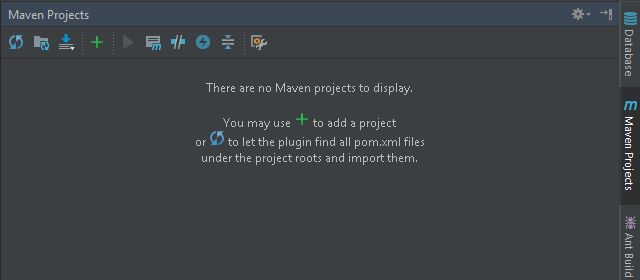 Maven Projects
There are no Maven projects to display.
You may use + to add a project
or to let the plugin find all pom.xml files
under the project roots and import them.
Database
m Maven Projects
Ant Build